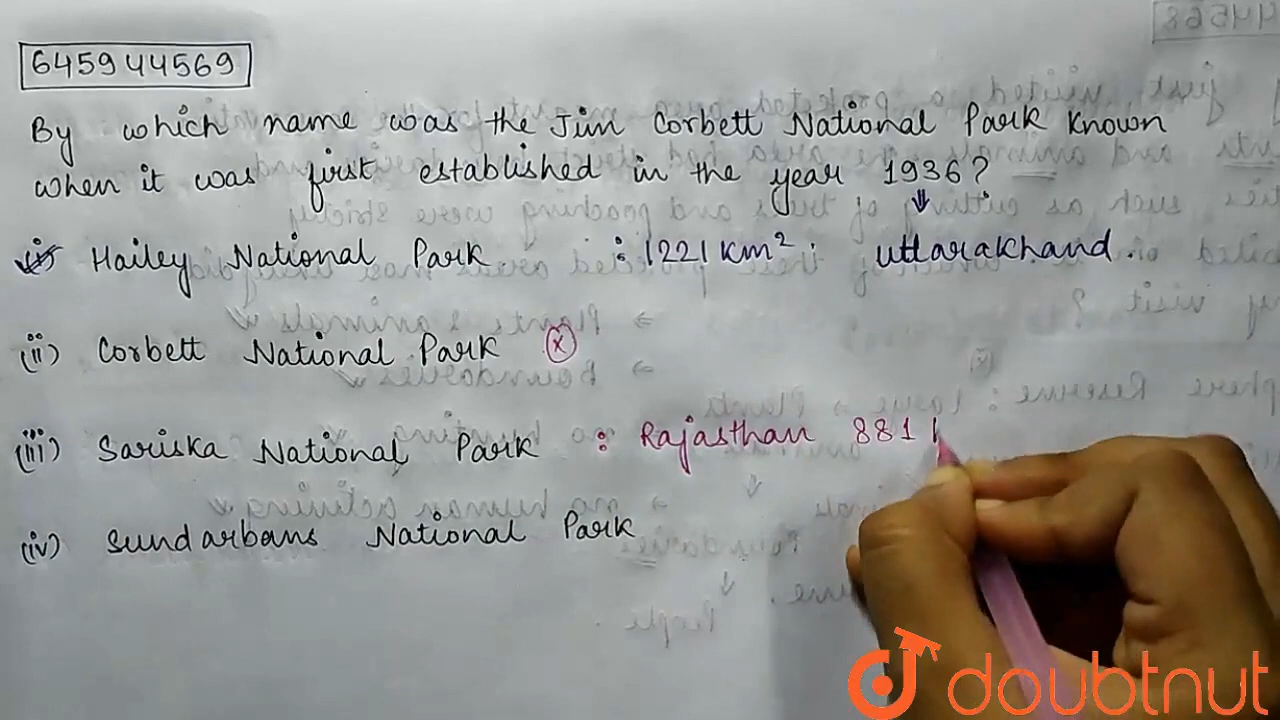 645944569
By which name was the Jim Corbett National Park known
when it was first established in the year 1936?
(i) Hailey National Park : 1221 km². Uttarakhand.
(ii) Corbett National Park x
(iii) Sariska National Park : Rajasthan 881
(iv) Sundarbans National Park
doubtnut